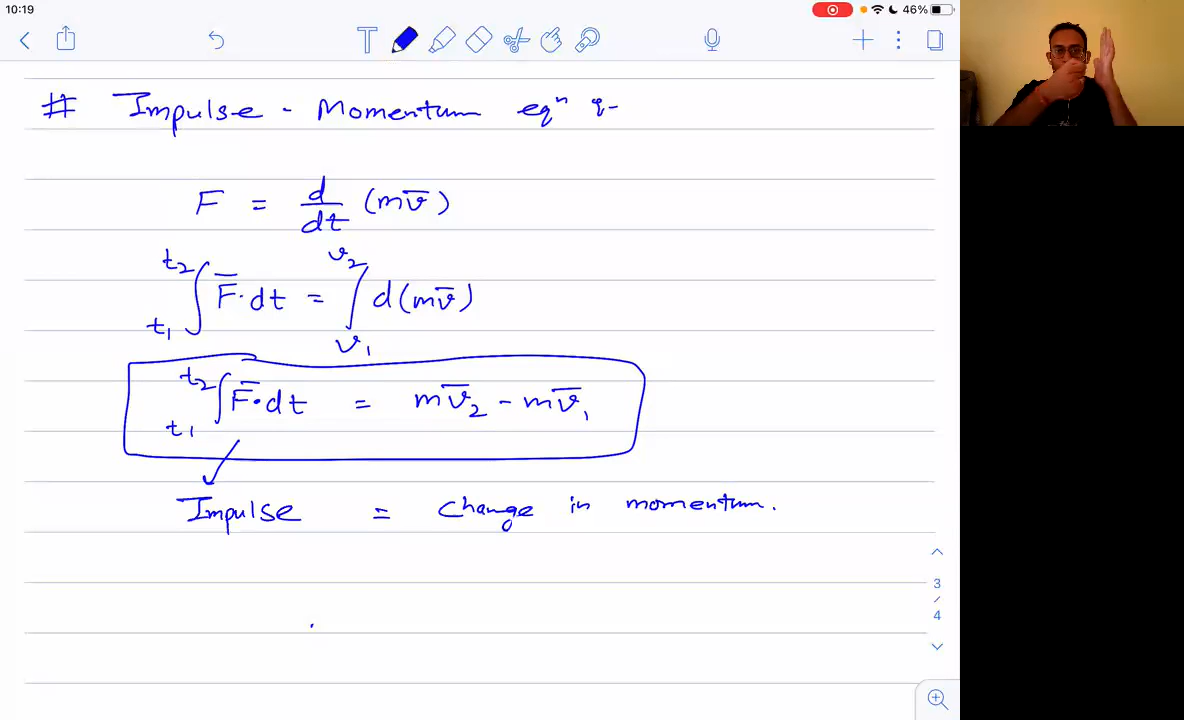 10:19
46%
# Impulse - Momentum eqⁿ :-
F = d/dt (mv̄)
t₂ ∫ t₁ F̄·dt = v₂ ∫ v₁ d(mv̄)
t₂ ∫ t₁ F̄·dt = mv̄₂ - mv̄₁
Impulse = Change in momentum.
3
/
4